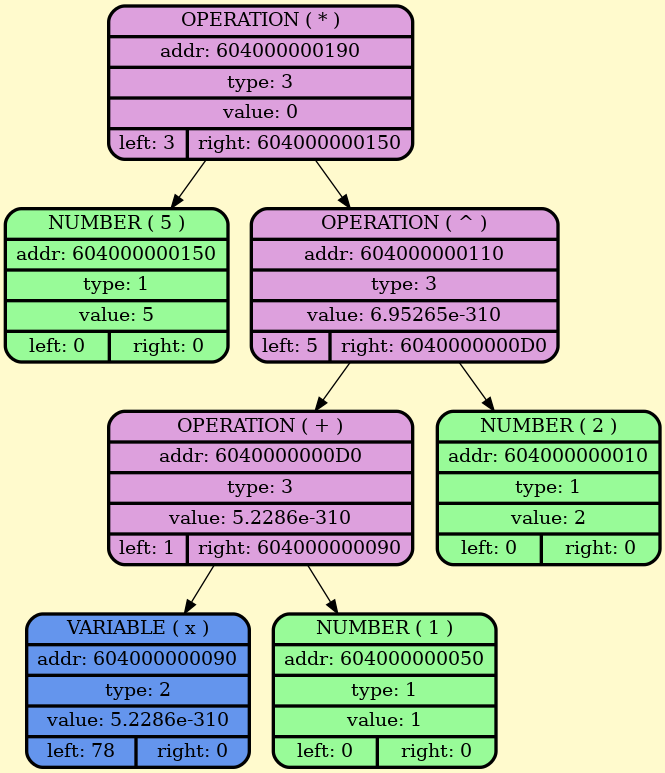 OPERATION ( * )
addr: 604000000190
type: 3
value: 0
left: 3 right: 604000000150
NUMBER ( 5 )
addr: 604000000150
type: 1
value: 5
left: 0 right: 0
OPERATION ( ^ )
addr: 604000000110
type: 3
value: 6.95265e-310
left: 5 right: 6040000000D0
OPERATION ( + )
addr: 6040000000D0
type: 3
value: 5.2286e-310
left: 1 right: 604000000090
NUMBER ( 2 )
addr: 604000000010
type: 1
value: 2
left: 0 right: 0
VARIABLE ( x )
addr: 604000000090
type: 2
value: 5.2286e-310
left: 78 right: 0
NUMBER ( 1 )
addr: 604000000050
type: 1
value: 1
left: 0 right: 0